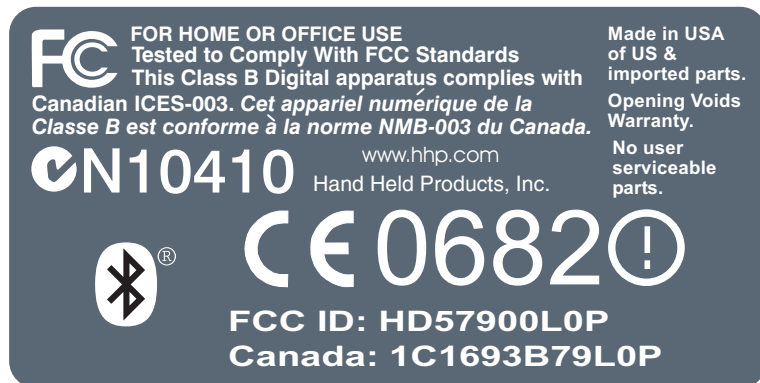 FC FOR HOME OR OFFICE USE
Tested to Comply With FCC Standards
This Class B Digital apparatus complies with
Canadian ICES-003. Cet appareil numérique de la
Classe B est conforme à la norme NMB-003 du Canada.
Made in USA
of US &
imported parts.
Opening Voids
Warranty.
No user
serviceable
parts.
N10410
www.hhp.com
Hand Held Products, Inc.
® CE 0682 !
FCC ID: HD57900L0P
Canada: 1C1693B79L0P